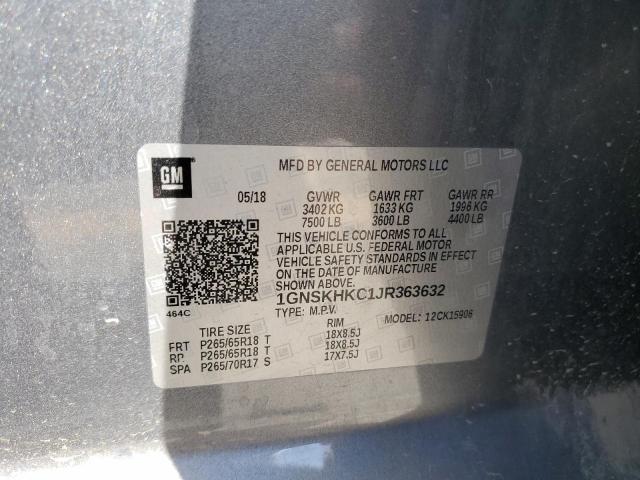 GM
MFD BY GENERAL MOTORS LLC
05/18 GVWR GAWR FRT GAWR RR
3402 KG 1633 KG 1996 KG
7500 LB 3600 LB 4400 LB
THIS VEHICLE CONFORMS TO ALL
APPLICABLE U.S. FEDERAL MOTOR
VEHICLE SAFETY STANDARDS IN EFFECT
ON THE DATE OF MANUFACTURE
SHOWN ABOVE.
1GNSKHKC1JR363632
464C
TYPE: M.P.V. MODEL: 12CK15906
TIRE SIZE RIM
FRT P265/65R18 T 18X8.5J
RR P265/65R18 T 18X8.5J
SPA P265/70R17 S 17X7.5J